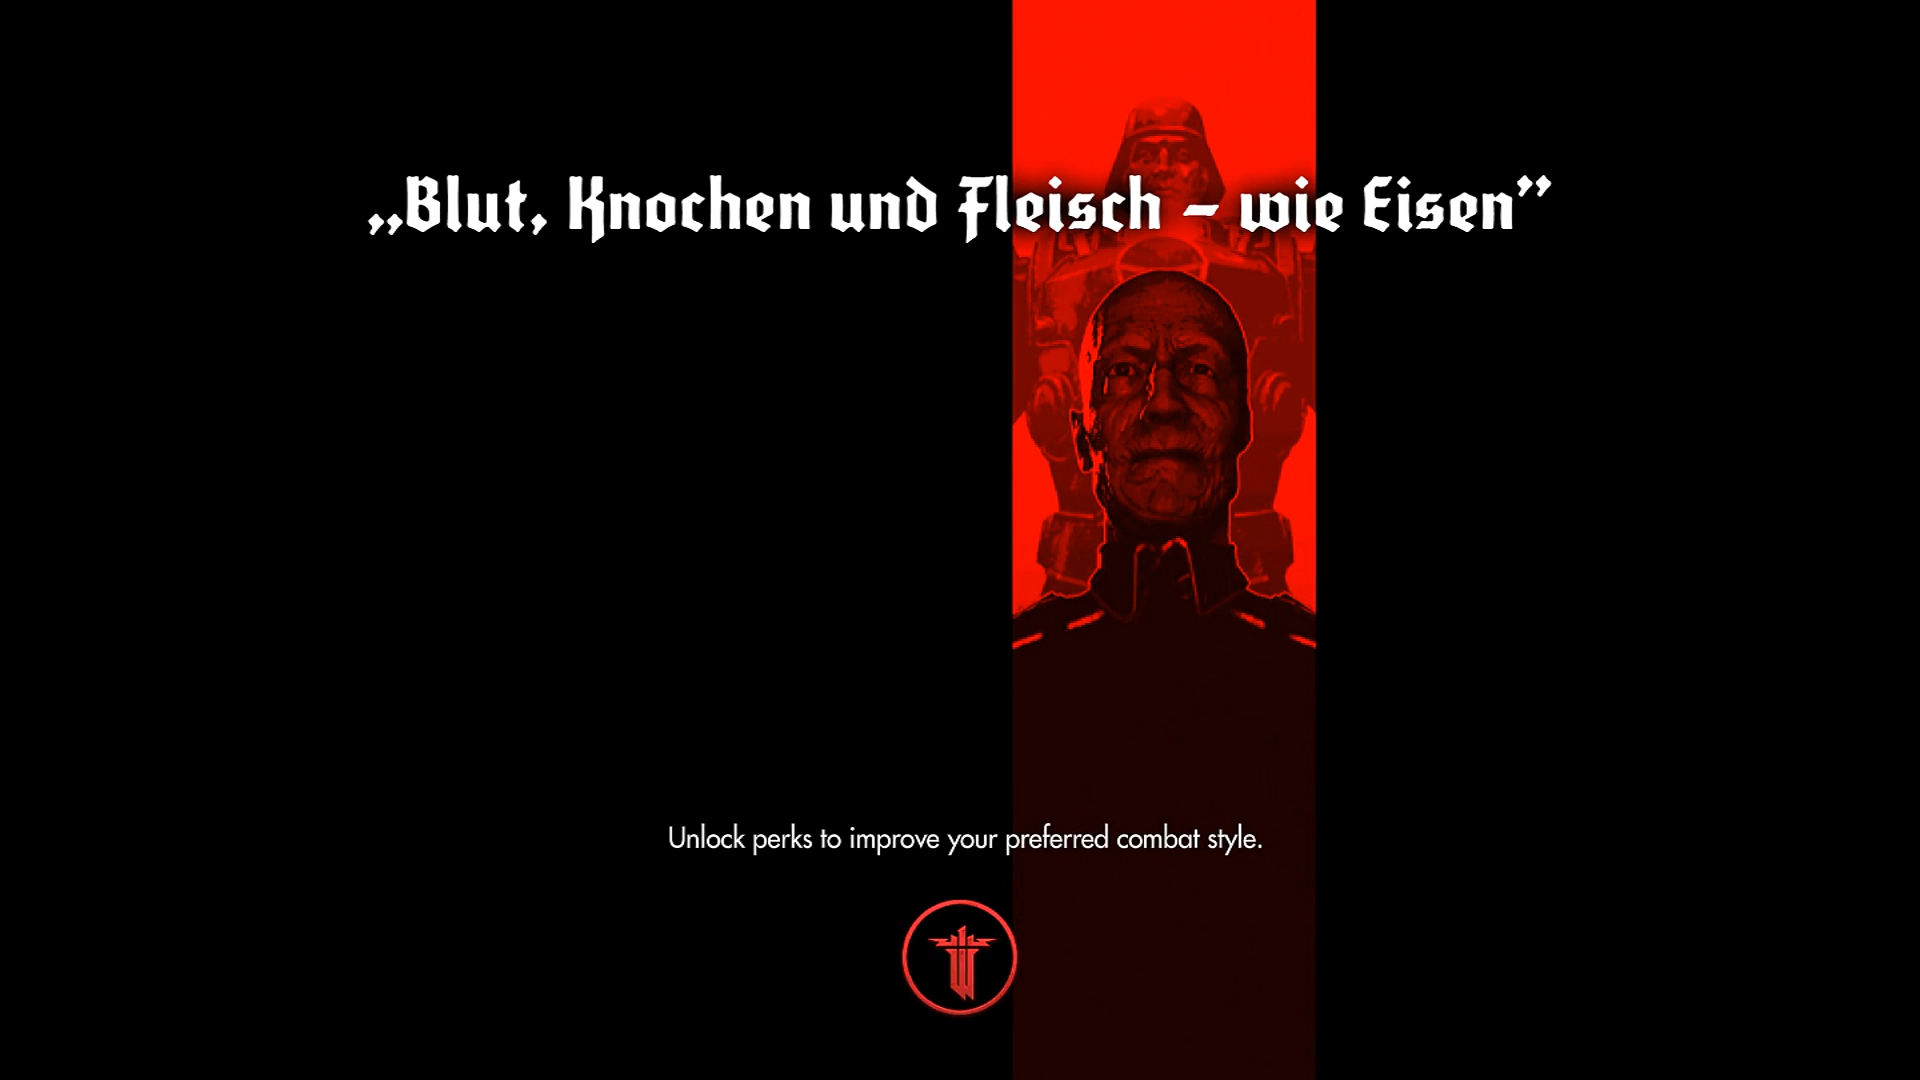 „Blut, Knochen und Fleisch – wie Eisen”
Unlock perks to improve your preferred combat style.